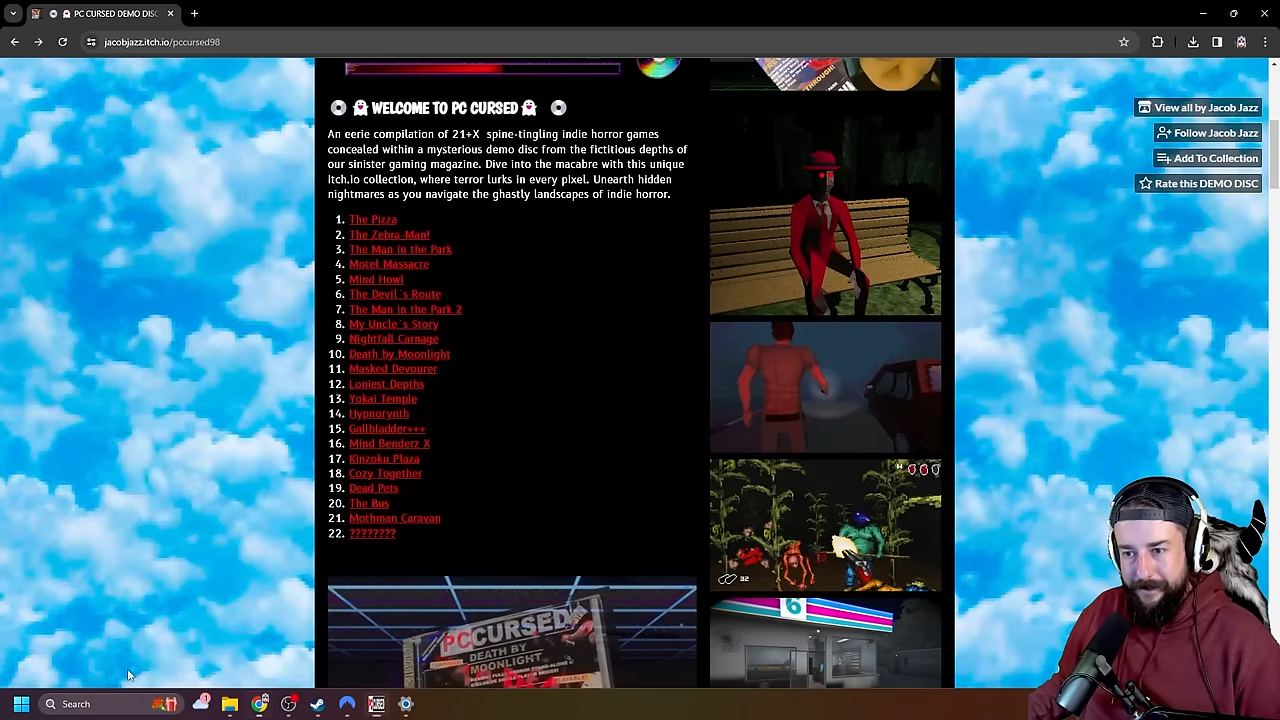 PC CURSED DEMO DISC
jacobjazz.itch.io/pccursed98
WELCOME TO PC CURSED
An eerie compilation of 21+X spine-tingling indie horror games
concealed within a mysterious demo disc from the fictitious depths of
our sinister gaming magazine. Dive into the macabre with this unique
Itch.io collection, where terror lurks in every pixel. Unearth hidden
nightmares as you navigate the ghastly landscapes of indie horror.
1. The Pizza
2. The Zebra-Man!
3. The Man in the Park
4. Motel Massacre
5. Mind Howl
6. The Devil´s Route
7. The Man in the Park 2
8. My Uncle´s Story
9. Nightfall Carnage
10. Death by Moonlight
11. Masked Devourer
12. Loniest Depths
13. Yokai Temple
14. Hypnorynth
15. Gallbladder+++
16. Mind Benderz X
17. Kinzoku Plaza
18. Cozy Together
19. Dead Pets
20. The Bus
21. Mothman Caravan
22. ????????
PCCURSED
DEATH BY
MOONLIGHT
THROUGH!
32
6
View all by Jacob Jazz
Follow Jacob Jazz
Add To Collection
Rate this DEMO DISC
Search